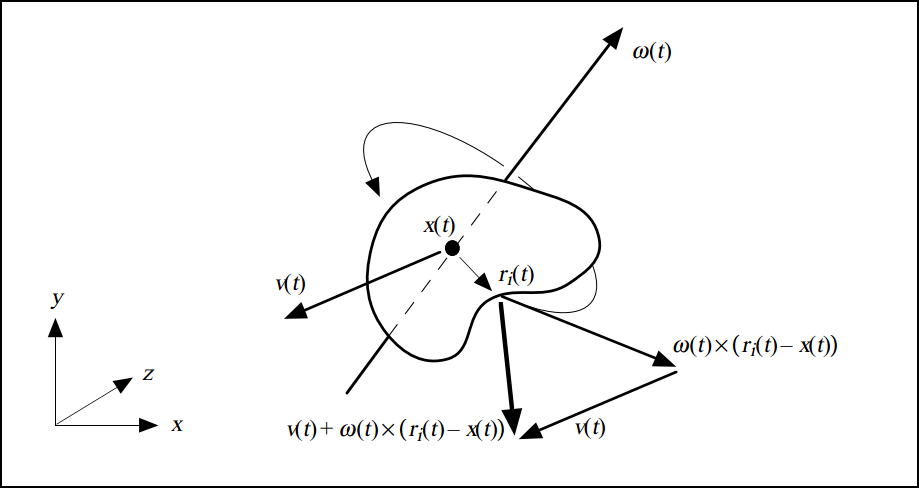 ω(t)
x(t)
r_i(t)
v(t)
y
z
x
ω(t)×(r_i(t)– x(t))
v(t)+ ω(t)×(r_i(t)– x(t))
v(t)